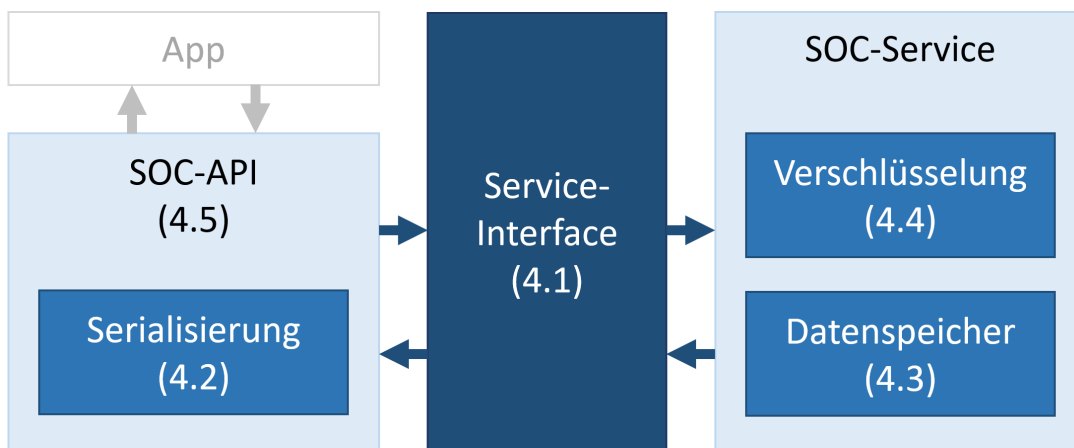 App
SOC-API
(4.5)
Serialisierung
(4.2)
Service-
Interface
(4.1)
SOC-Service
Verschlüsselung
(4.4)
Datenspeicher
(4.3)